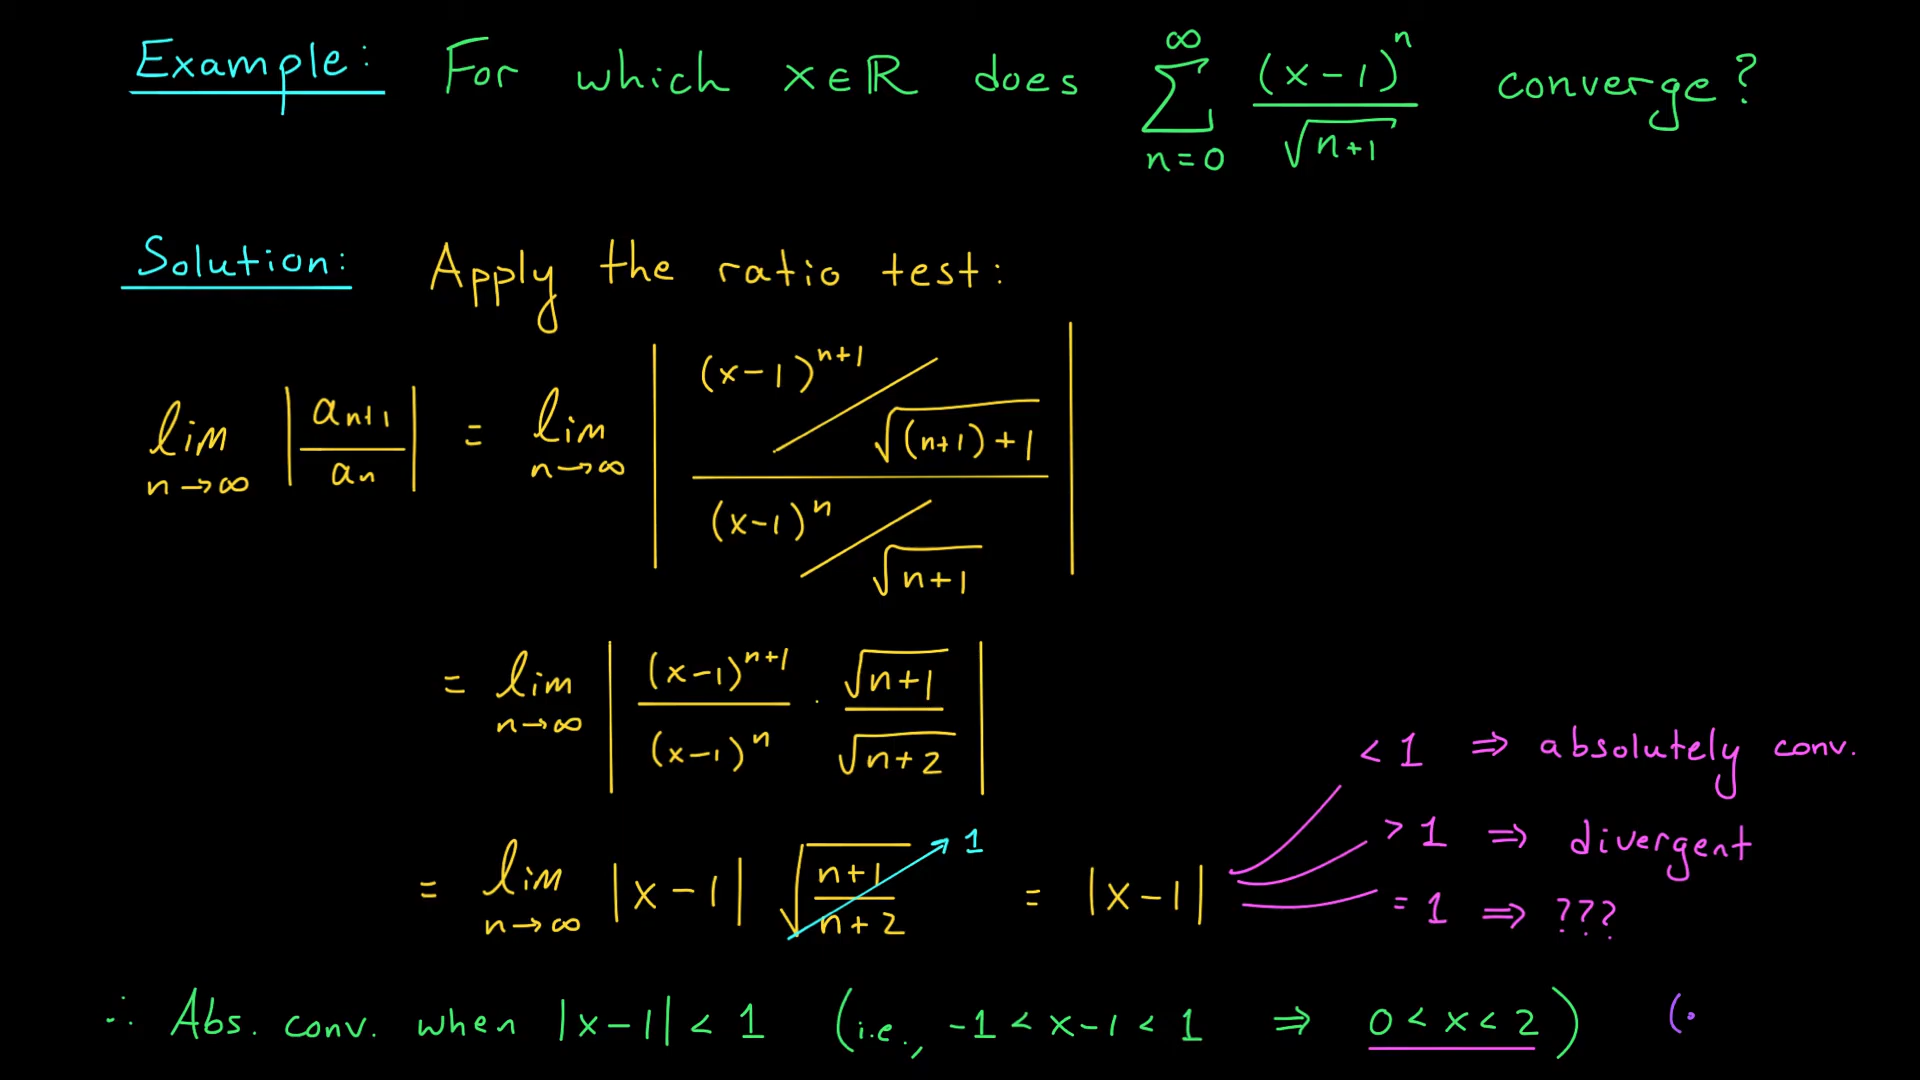 Example: For which x∈ℝ does ∑_{n=0}^{∞} (x-1)^n / √(n+1) converge?
Solution: Apply the ratio test:
lim_{n→∞} |a_{n+1} / a_n| = lim_{n→∞} | ((x-1)^{n+1} / √((n+1)+1)) / ((x-1)^n / √(n+1)) |
= lim_{n→∞} | (x-1)^{n+1} / (x-1)^n · √(n+1) / √(n+2) |
< 1 ⇒ absolutely conv.
> 1 ⇒ divergent
= lim_{n→∞} |x-1| √((n+1)/(n+2)) → 1 = |x-1|
= 1 ⇒ ???
∴ Abs. conv. when |x-1| < 1 (i.e., -1 < x-1 < 1 ⇒ 0 < x < 2) (.